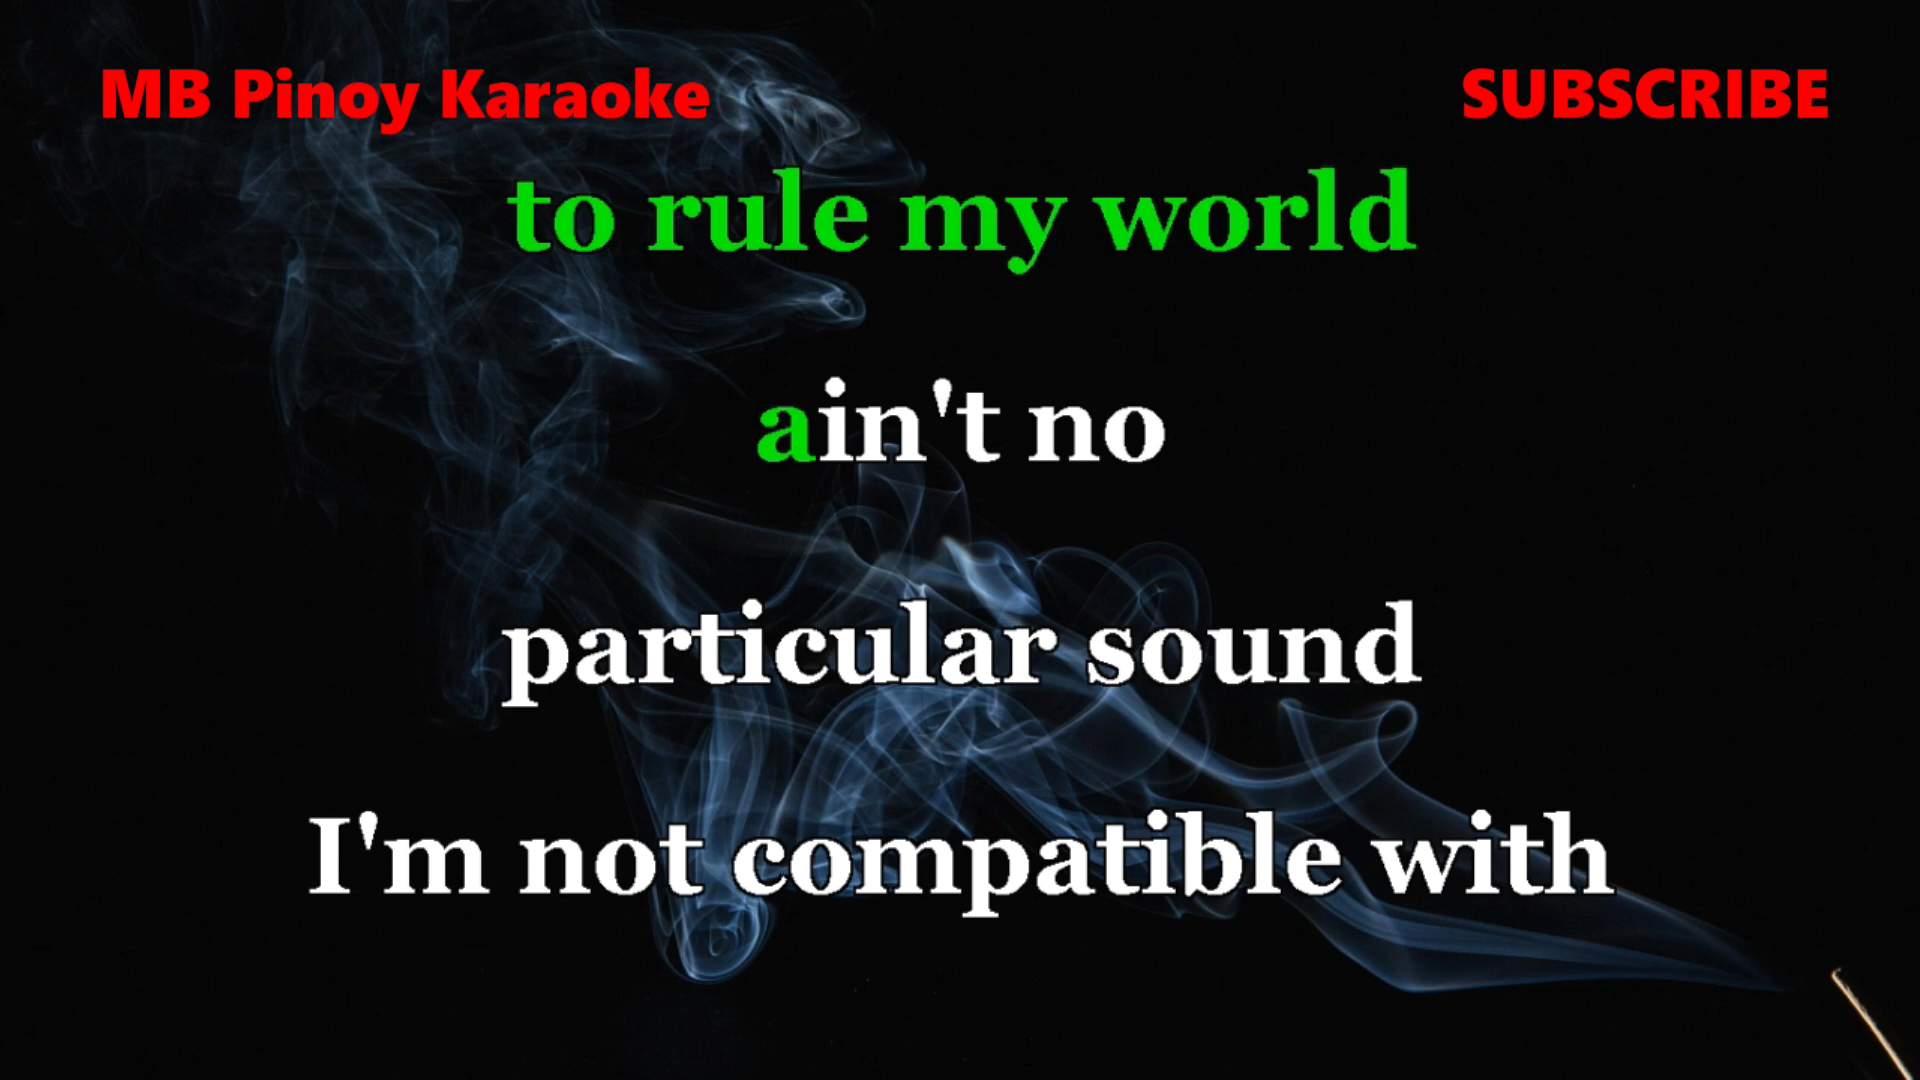 MB Pinoy Karaoke SUBSCRIBE
to rule my world
ain't no
particular sound
I'm not compatible with